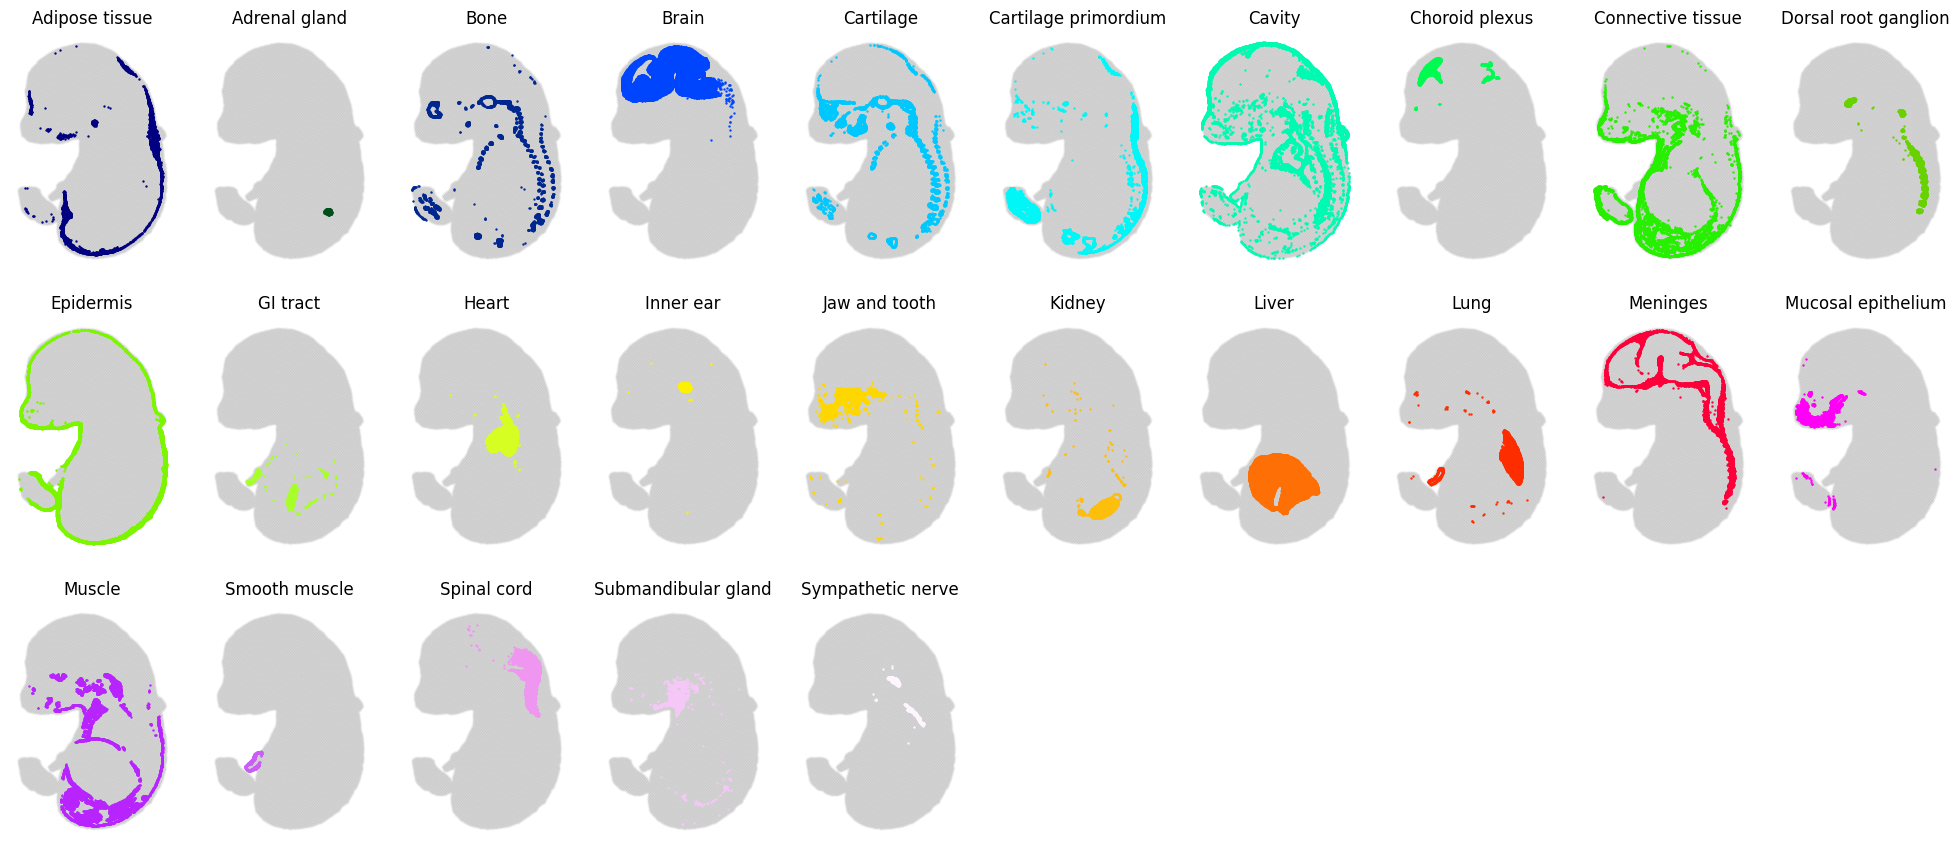 Adipose tissue
Adrenal gland
Bone
Brain
Cartilage
Cartilage primordium
Cavity
Choroid plexus
Connective tissue
Dorsal root ganglion
Epidermis
GI tract
Heart
Inner ear
Jaw and tooth
Kidney
Liver
Lung
Meninges
Mucosal epithelium
Muscle
Smooth muscle
Spinal cord
Submandibular gland
Sympathetic nerve